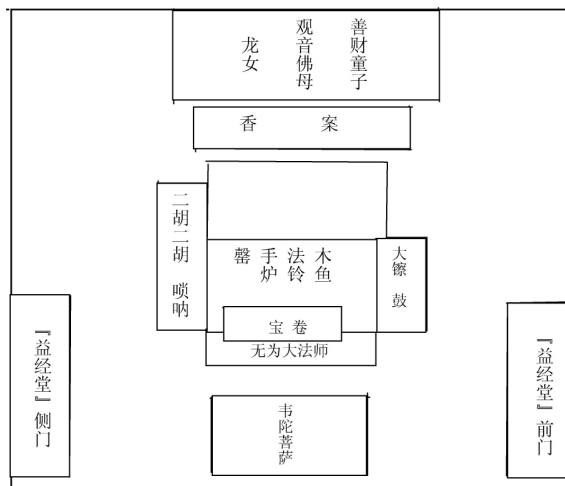 善财童子
观音佛母
龙女
香案
二胡二胡 唢呐
木鱼
法铃
手炉
罄
大镲 鼓
宝卷
无为大法师
『益经堂』侧门
『益经堂』前门
韦陀菩萨